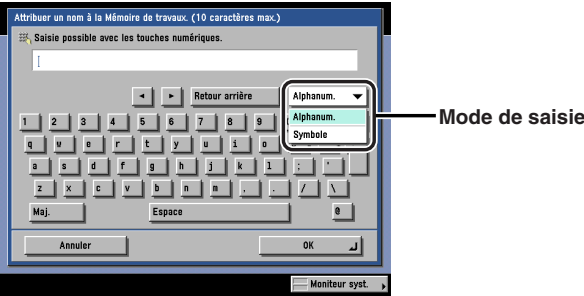 Attribuer un nom à la Mémoire de travaux. (10 caractères max.)
Saisie possible avec les touches numériques.
Retour arrière
Alphanum.
Alphanum.
Symbole
Mode de saisie
1 2 3 4 5 6 7 8 9
q w e r t y u i o
a s d f g h j k l ; '
z x c v b n m , . / \
Maj. Espace @
Annuler OK
Moniteur syst.